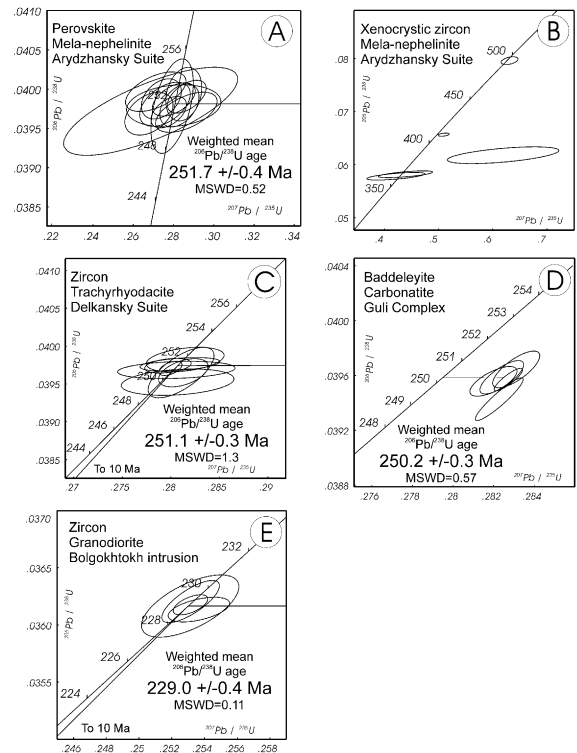 A
Perovskite
Mela-nephelinite
Arydzhansky Suite
Weighted mean
²⁰⁶Pb/²³⁸U age
251.7 +/-0.4 Ma
MSWD=0.52
²⁰⁷Pb / ²³⁵U
²⁰⁶Pb / ²³⁸U
.0410
.0405
.0400
.0395
.0390
.0385
256
252
248
244
.22 .24 .26 .28 .30 .32 .34
B
Xenocrystic zircon
Mela-nephelinite
Arydzhansky Suite
500
450
400
350
.08
.07
.06
.05
²⁰⁶Pb / ²³⁸U
²⁰⁷Pb / ²³⁵U
.4 .5 .6 .7
C
Zircon
Trachyrhyodacite
Delkansky Suite
256
254
252
250
248
246
244
.0410
.0405
.0400
.0395
.0390
.0385
²⁰⁶Pb / ²³⁸U
Weighted mean
²⁰⁶Pb/²³⁸U age
251.1 +/-0.3 Ma
MSWD=1.3
To 10 Ma
²⁰⁷Pb / ²³⁵U
.27 .275 .28 .285 .29
D
Baddeleyite
Carbonatite
Guli Complex
254
253
252
251
250
249
248
.0404
.0400
.0396
.0392
.0388
²⁰⁶Pb / ²³⁸U
Weighted mean
²⁰⁶Pb/²³⁸U age
250.2 +/-0.3 Ma
MSWD=0.57
²⁰⁷Pb / ²³⁵U
.276 .278 .28 .282 .284
E
Zircon
Granodiorite
Bolgokhtokh intrusion
232
230
228
226
224
.0370
.0365
.0360
.0355
²⁰⁶Pb / ²³⁸U
Weighted mean
²⁰⁶Pb/²³⁸U age
229.0 +/-0.4 Ma
MSWD=0.11
To 10 Ma
²⁰⁷Pb / ²³⁵U
.246 .248 .250 .252 .254 .256 .258